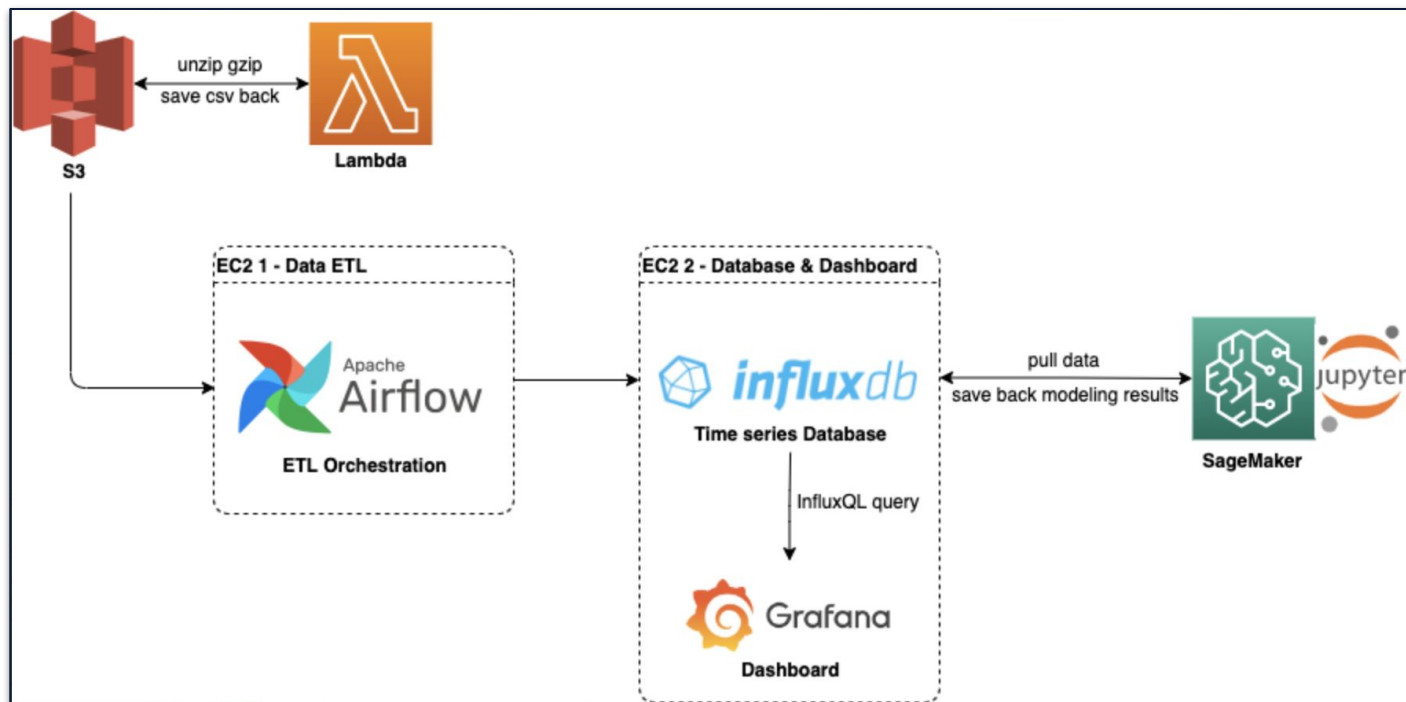 unzip gzip
save csv back
S3
Lambda
EC2 1 - Data ETL
Apache
Airflow
ETL Orchestration
EC2 2 - Database & Dashboard
influxdb
Time series Database
InfluxQL query
Grafana
Dashboard
pull data
save back modeling results
jupyter
SageMaker